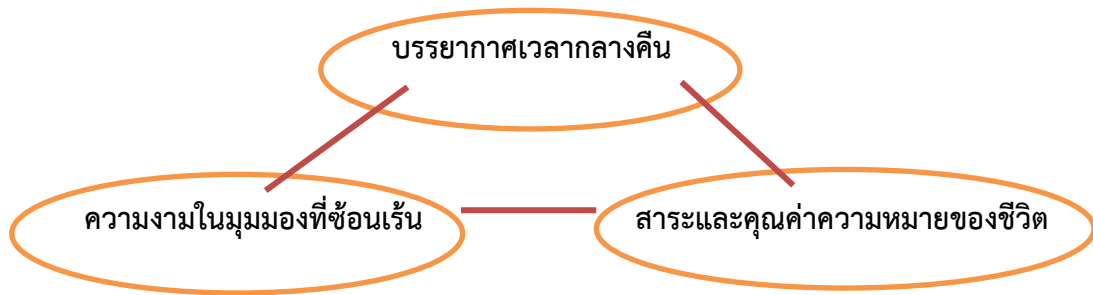 บรรยากาศเวลากลางคืน
ความงามในมุมมองที่ซ้อนเร้น
สาระและคุณค่าความหมายของชีวิต